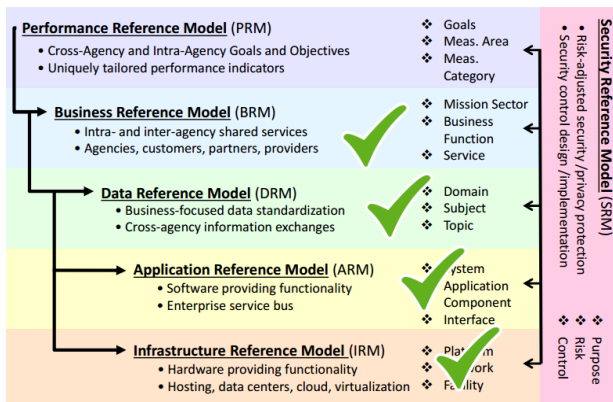 Performance Reference Model (PRM)
• Cross-Agency and Intra-Agency Goals and Objectives
• Uniquely tailored performance indicators
❖ Goals
❖ Meas. Area
❖ Meas.
Category
Business Reference Model (BRM)
• Intra- and inter-agency shared services
• Agencies, customers, partners, providers
❖ Mission Sector
❖ Business
Function
❖ Service
Data Reference Model (DRM)
• Business-focused data standardization
• Cross-agency information exchanges
❖ Domain
❖ Subject
❖ Topic
Application Reference Model (ARM)
• Software providing functionality
• Enterprise service bus
❖ System
Application
Component
❖ Interface
Infrastructure Reference Model (IRM)
• Hardware providing functionality
• Hosting, data centers, cloud, virtualization
❖ Platform
❖ Network
❖ Facility
Security Reference Model (SRM)
• Risk-adjusted security /privacy protection
• Security control design /implementation
❖ Purpose
❖ Risk
❖ Control